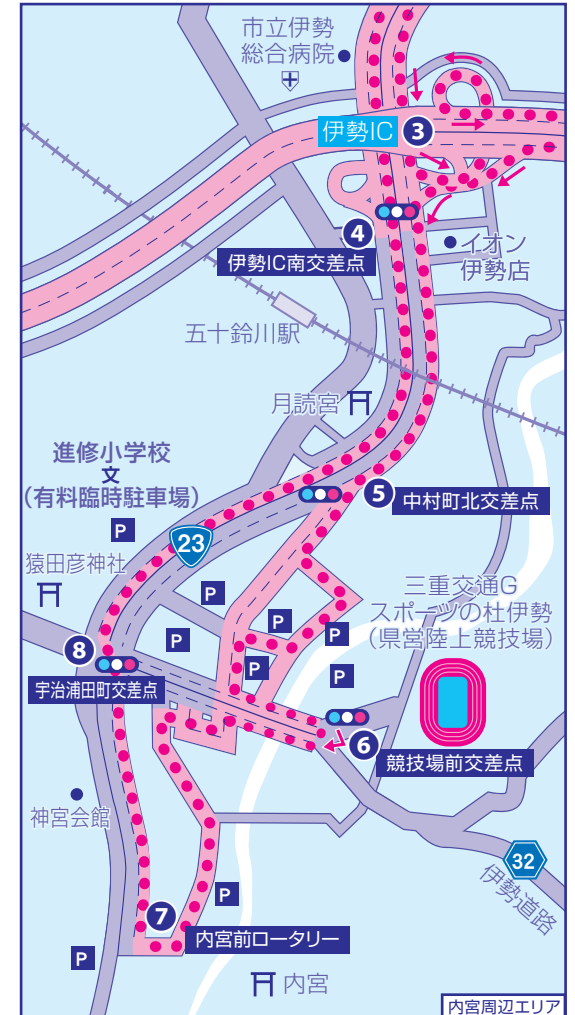 市立伊勢
総合病院
伊勢IC
3
4
伊勢IC南交差点
イオン
伊勢店
五十鈴川駅
月読宮
進修小学校
文
(有料臨時駐車場)
5
中村町北交差点
P
23
猿田彦神社
P
P
P
P
P
P
三重交通G
スポーツの杜伊勢
(県営陸上競技場)
8
宇治浦田町交差点
6
競技場前交差点
神宮会館
32
伊勢道路
P
7
内宮前ロータリー
P
内宮
内宮周辺エリア